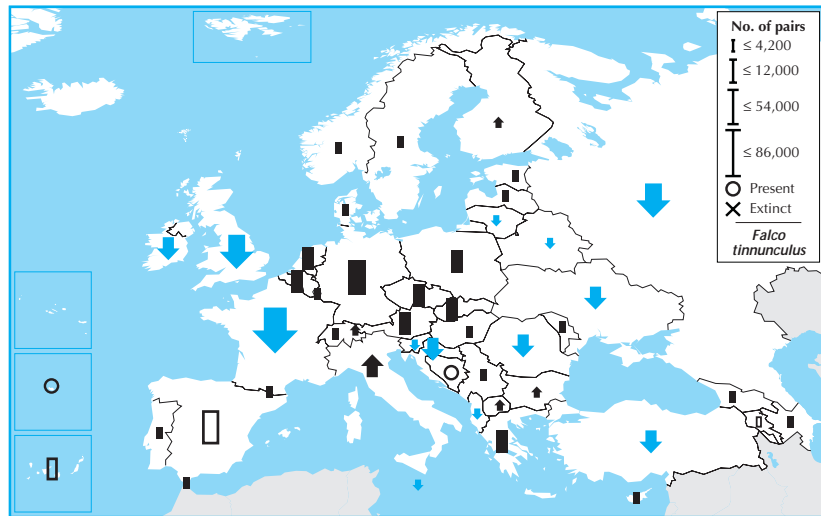 No. of pairs
≤ 4,200
≤ 12,000
≤ 54,000
≤ 86,000
Present
Extinct
Falco
tinnunculus